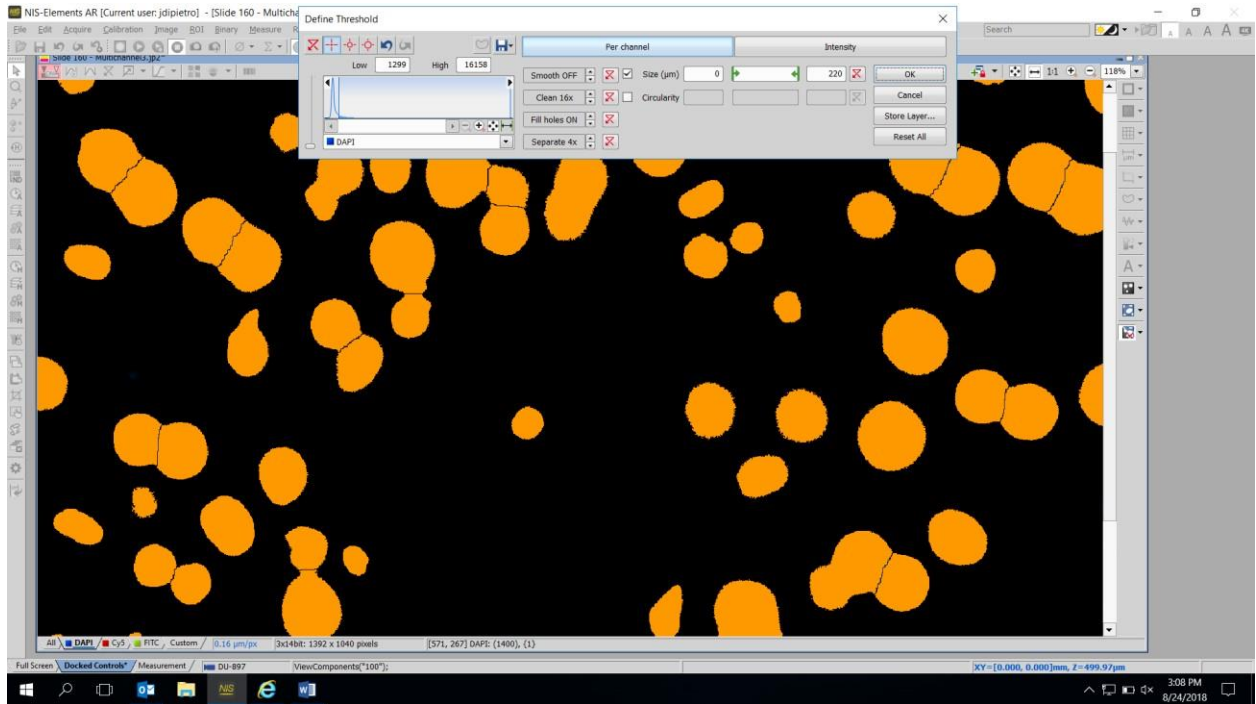 NIS-Elements AR [Current user: jdipietro] - [Slide 160 - Multicha
Define Threshold
File Edit Acquire Calibration Image ROI Binary Measure R
Search
Slide 160 - Multichannel3.jp2*
1:1
118%
Low 1299 High 16158
DAPI
Per channel Intensity
Smooth OFF Size (µm) 0 220 OK
Clean 16x Circularity Cancel
Fill holes ON Store Layer...
Separate 4x Reset All
All DAPI Cy5 FITC Custom 0.16 µm/px 3x14bit: 1392 x 1040 pixels [571, 267] DAPI: (1400), {1}
Full Screen Docked Controls* Measurement DU-897 ViewComponents("100"); XY=[0.000, 0.000]mm, Z=499.97µm
NIS
3:08 PM
8/24/2018